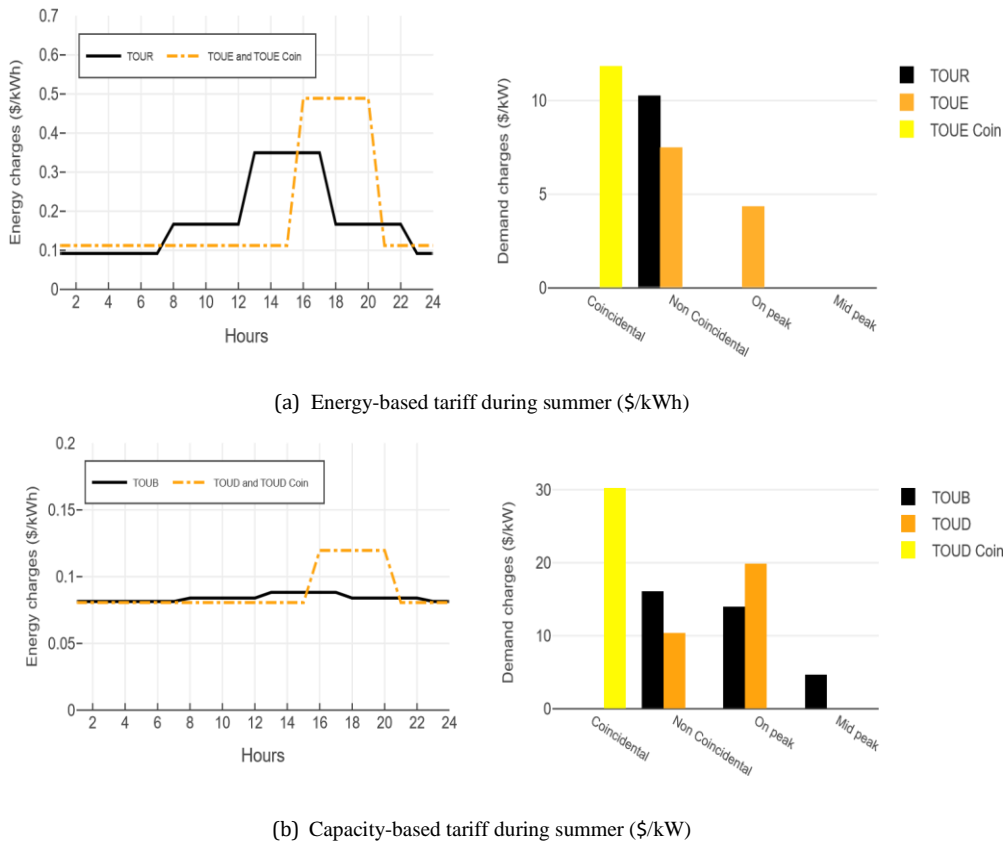 0.7
0.6
0.5
0.4
0.3
0.2
0.1
0
Energy charges ($/kWh)
TOUR TOUE and TOUE Coin
2 4 6 8 10 12 14 16 18 20 22 24
Hours
10
5
0
Demand charges ($/kW)
Coincidental
Non Coincidental
On peak
Mid peak
TOUR
TOUE
TOUE Coin
(a) Energy-based tariff during summer ($/kWh)
0.2
0.15
0.1
0.05
0
Energy charges ($/kWh)
TOUB TOUD and TOUD Coin
2 4 6 8 10 12 14 16 18 20 22 24
Hours
30
20
10
0
Demand charges ($/kW)
Coincidental
Non Coincidental
On peak
Mid peak
TOUB
TOUD
TOUD Coin
(b) Capacity-based tariff during summer ($/kW)